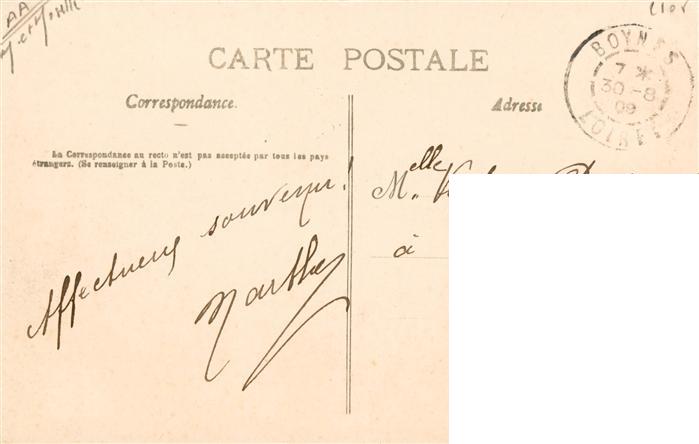 AA
CARTE POSTALE
BOYNES
7 *
30 - 8
09
LOIRET
Correspondance.
Adresse
La Correspondance au recto n'est pas acceptée par tous les pays
étrangers. (Se renseigner à la Poste.)
Affectueux souvenir!
Marthe
Melle
à